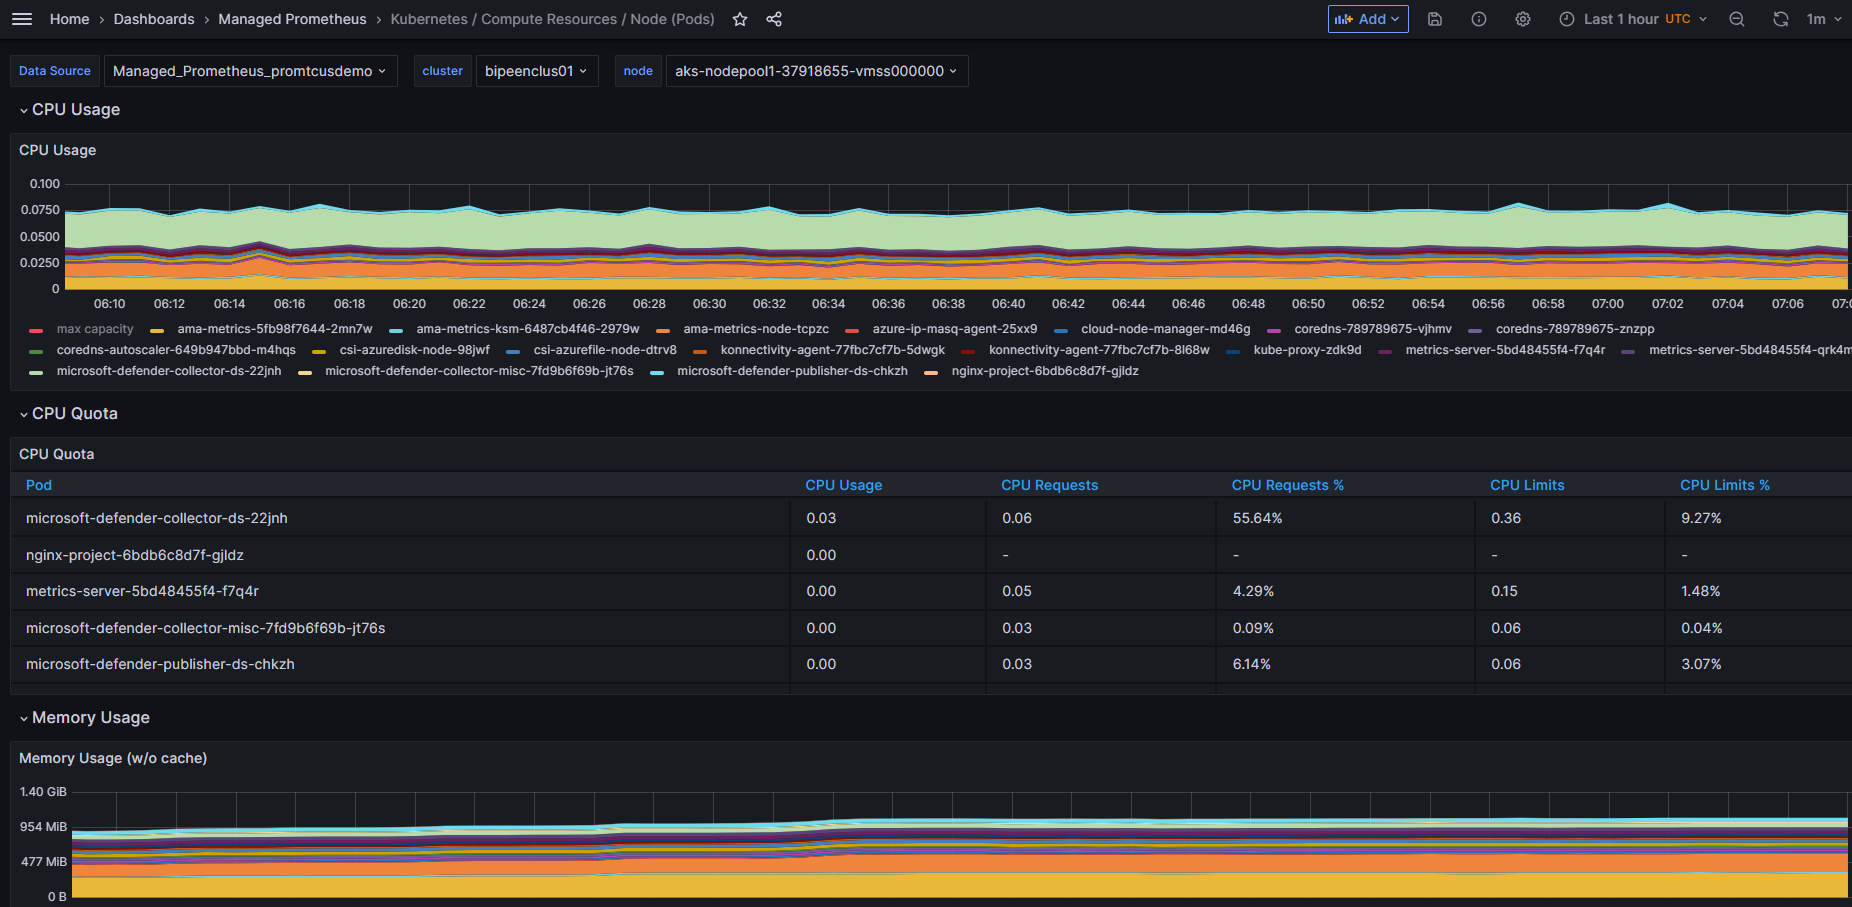 Home › Dashboards › Managed Prometheus › Kubernetes / Compute Resources / Node (Pods) Add Last 1 hour UTC 1m
Data Source Managed_Prometheus_promtcusdemo cluster bipeenclus01 node aks-nodepool1-37918655-vmss000000
CPU Usage
CPU Usage
0.100
0.0750
0.0500
0.0250
0
06:10 06:12 06:14 06:16 06:18 06:20 06:22 06:24 06:26 06:28 06:30 06:32 06:34 06:36 06:38 06:40 06:42 06:44 06:46 06:48 06:50 06:52 06:54 06:56 06:58 07:00 07:02 07:04 07:06 07:0
max capacity ama-metrics-5fb98f7644-2mn7w ama-metrics-ksm-6487cb4f46-2979w ama-metrics-node-tcpzc azure-ip-masq-agent-25xx9 cloud-node-manager-md46g coredns-789789675-vjhmv coredns-789789675-znzpp
coredns-autoscaler-649b947bbd-m4hqs csi-azuredisk-node-98jwf csi-azurefile-node-dtrv8 konnectivity-agent-77fbc7cf7b-5dwgk konnectivity-agent-77fbc7cf7b-8l68w kube-proxy-zdk9d metrics-server-5bd48455f4-f7q4r metrics-server-5bd48455f4-qrk4m
microsoft-defender-collector-ds-22jnh microsoft-defender-collector-misc-7fd9b6f69b-jt76s microsoft-defender-publisher-ds-chkzh nginx-project-6bdb6c8d7f-gjldz
CPU Quota
CPU Quota
Pod CPU Usage CPU Requests CPU Requests % CPU Limits CPU Limits %
microsoft-defender-collector-ds-22jnh 0.03 0.06 55.64% 0.36 9.27%
nginx-project-6bdb6c8d7f-gjldz 0.00 - - - -
metrics-server-5bd48455f4-f7q4r 0.00 0.05 4.29% 0.15 1.48%
microsoft-defender-collector-misc-7fd9b6f69b-jt76s 0.00 0.03 0.09% 0.06 0.04%
microsoft-defender-publisher-ds-chkzh 0.00 0.03 6.14% 0.06 3.07%
Memory Usage
Memory Usage (w/o cache)
1.40 GiB
954 MiB
477 MiB
0 B